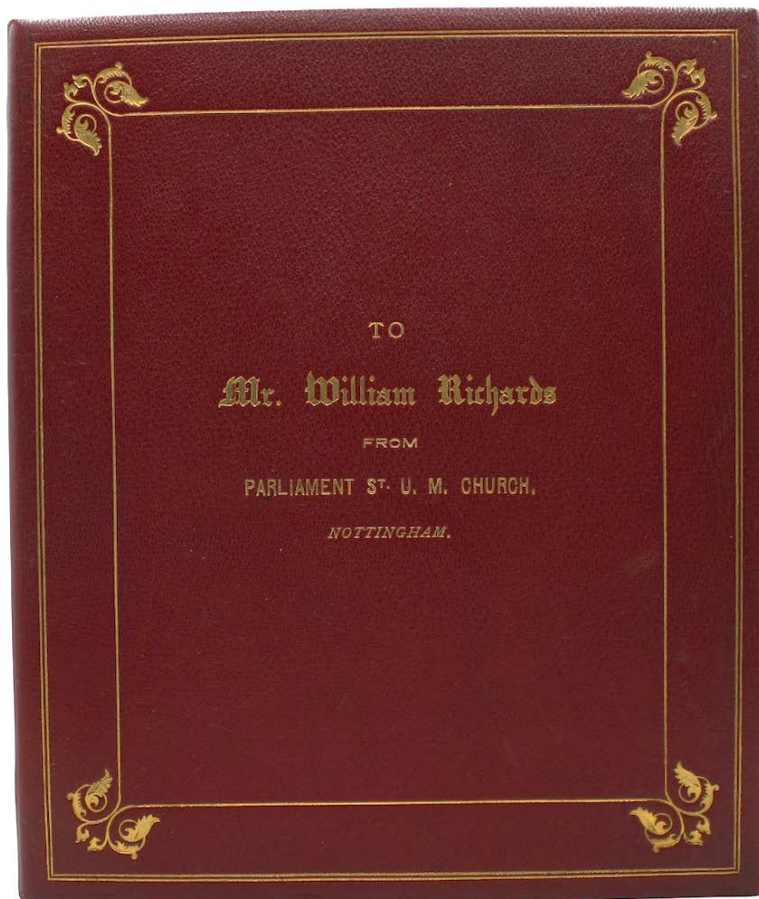 TO
Mr. William Richards
FROM
PARLIAMENT ST. U. M. CHURCH,
NOTTINGHAM.